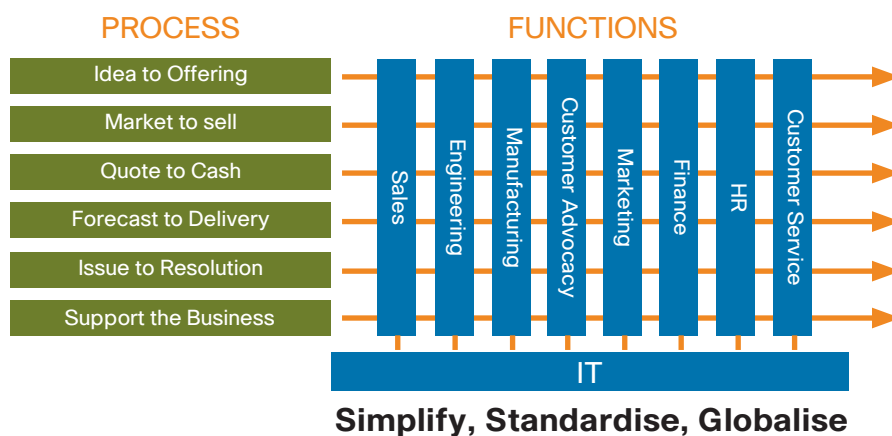 PROCESS
FUNCTIONS
Idea to Offering
Market to sell
Quote to Cash
Forecast to Delivery
Issue to Resolution
Support the Business
Sales
Engineering
Manufacturing
Customer Advocacy
Marketing
Finance
HR
Customer Service
IT
Simplify, Standardise, Globalise